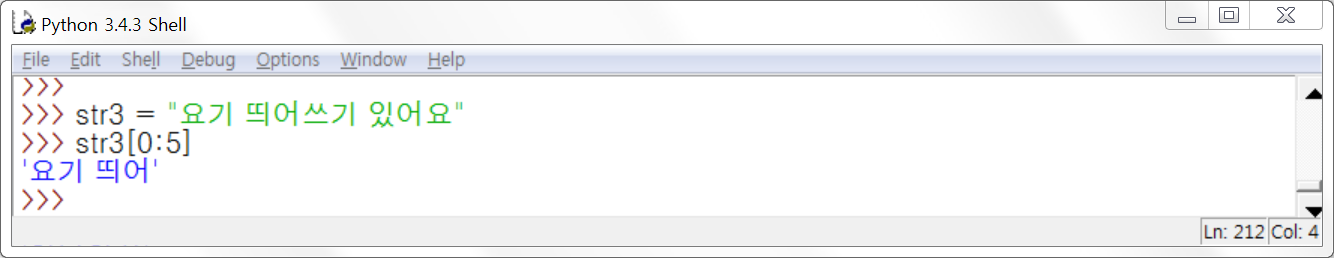 Python 3.4.3 Shell
File Edit Shell Debug Options Window Help
>>>
>>> str3 = "요기 띄어쓰기 있어요"
>>> str3[0:5]
'요기 띄어'
>>>
Ln: 212 Col: 4